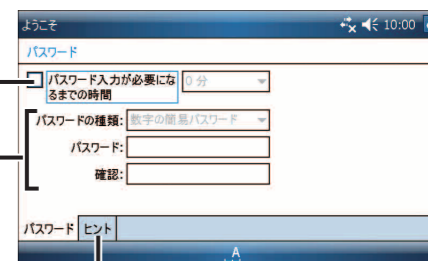 ようこそ 10:00
パスワード
パスワード入力が必要にな 0 分
るまでの時間
パスワードの種類: 数字の簡易パスワード
パスワード:
確認:
パスワード ヒント
A